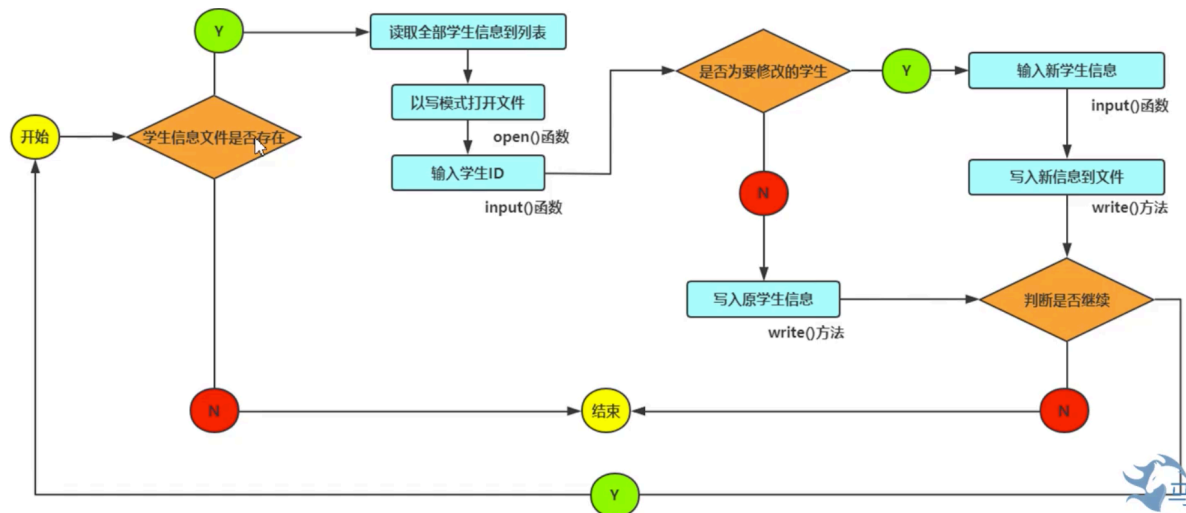 Y
读取全部学生信息到列表
是否为要修改的学生
Y
输入新学生信息
以写模式打开文件
input()函数
开始
学生信息文件是否存在
open()函数
输入学生ID
写入新信息到文件
input()函数
N
write()方法
写入原学生信息
判断是否继续
write()方法
N
结束
N
Y